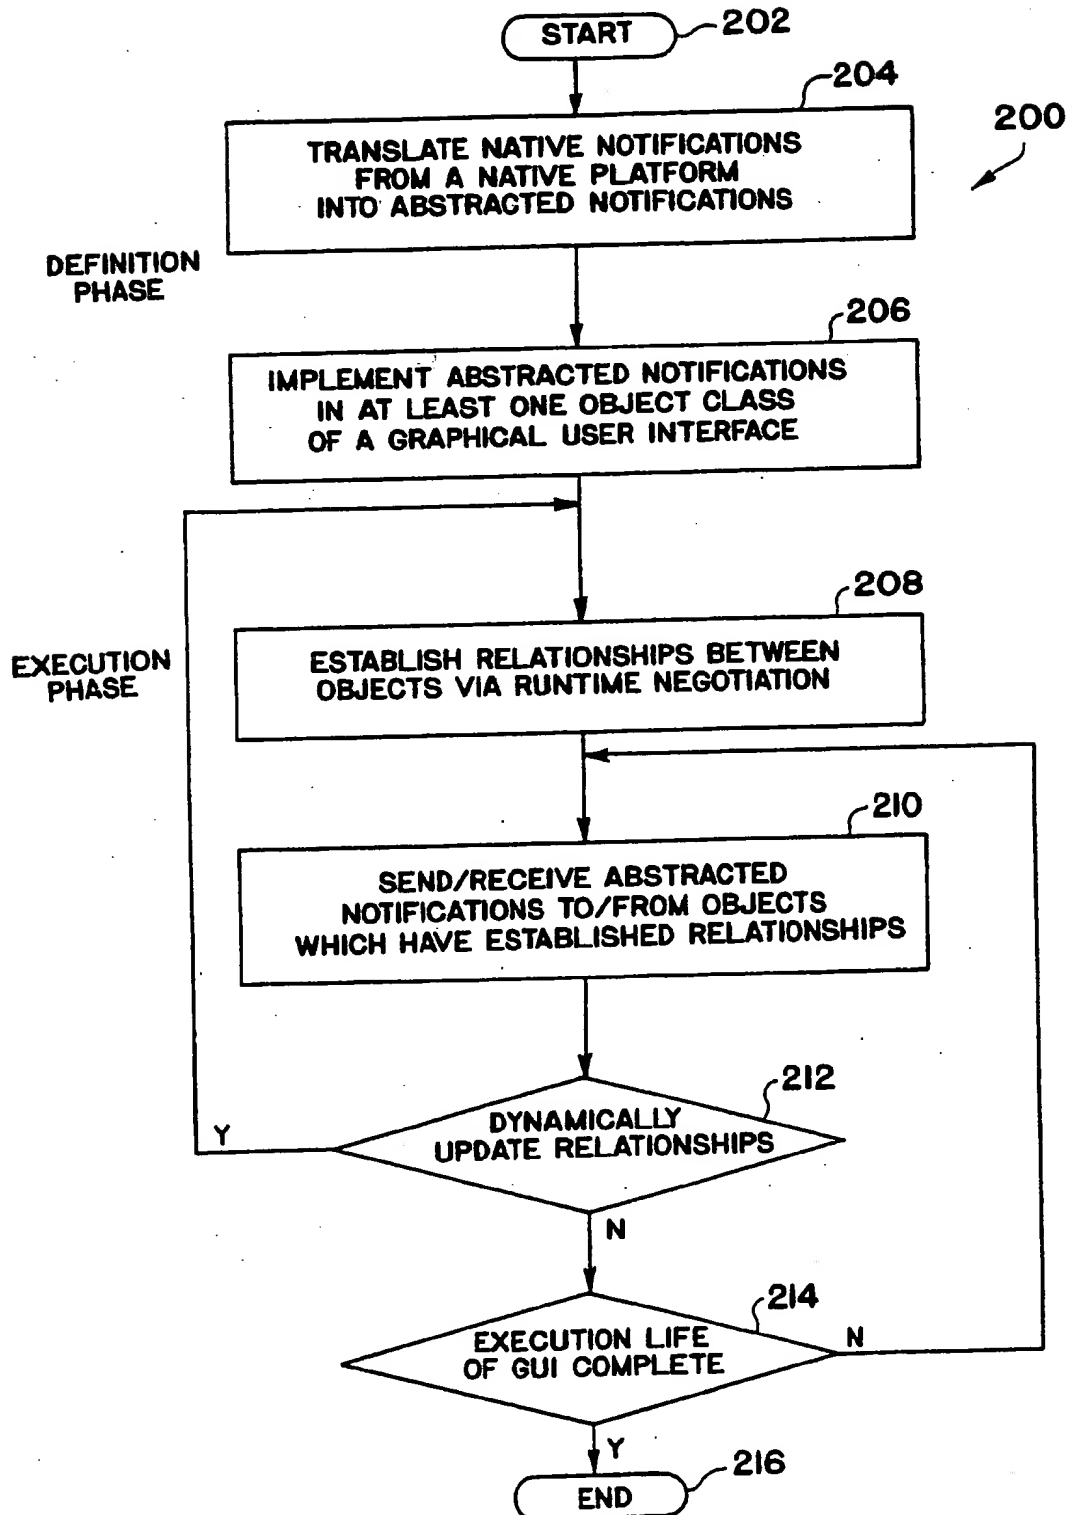 START
202
204
200
TRANSLATE NATIVE NOTIFICATIONS
FROM A NATIVE PLATFORM
INTO ABSTRACTED NOTIFICATIONS
DEFINITION
PHASE
206
IMPLEMENT ABSTRACTED NOTIFICATIONS
IN AT LEAST ONE OBJECT CLASS
OF A GRAPHICAL USER INTERFACE
208
EXECUTION
PHASE
ESTABLISH RELATIONSHIPS BETWEEN
OBJECTS VIA RUNTIME NEGOTIATION
210
SEND/RECEIVE ABSTRACTED
NOTIFICATIONS TO/FROM OBJECTS
WHICH HAVE ESTABLISHED RELATIONSHIPS
212
DYNAMICALLY
UPDATE RELATIONSHIPS
Y
N
214
EXECUTION LIFE
OF GUI COMPLETE
N
Y
216
END